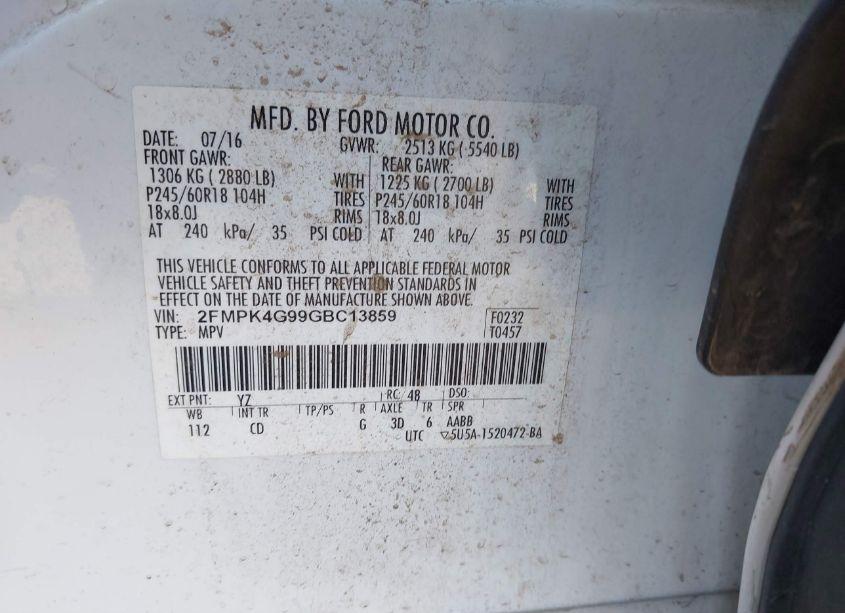 MFD. BY FORD MOTOR CO.
DATE: 07/16 GVWR: 2513 KG ( 5540 LB)
FRONT GAWR: REAR GAWR:
1306 KG ( 2880 LB) WITH 1225 KG ( 2700 LB) WITH
P245/60R18 104H TIRES P245/60R18 104H TIRES
18x8.0J RIMS 18x8.0J RIMS
AT 240 kPa/ 35 PSI COLD AT 240 kPa/ 35 PSI COLD
THIS VEHICLE CONFORMS TO ALL APPLICABLE FEDERAL MOTOR
VEHICLE SAFETY AND THEFT PREVENTION STANDARDS IN
EFFECT ON THE DATE OF MANUFACTURE SHOWN ABOVE.
VIN: 2FMPK4G99GBC13859 F0232
TYPE: MPV T0457
EXT PNT: YZ RC: 48 DSO:
WB INT TR TP/PS R AXLE TR SPR
112 CD G 3D 6 AABB
UTC 5U5A-1520472-BA